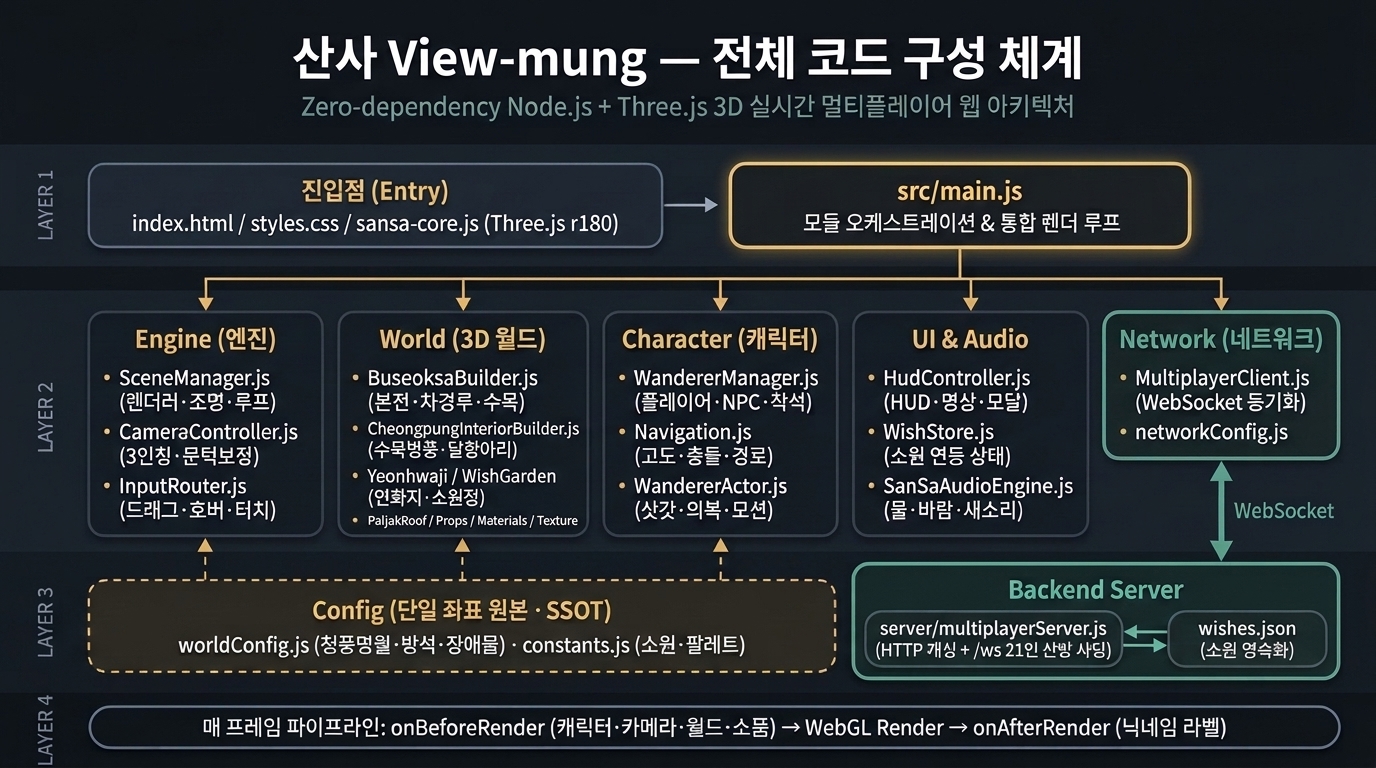 산사 View-mung — 전체 코드 구성 체계
Zero-dependency Node.js + Three.js 3D 실시간 멀티플레이어 웹 아키텍처
LAYER 1
진입점 (Entry)
index.html / styles.css / sansa-core.js (Three.js r180)
src/main.js
모듈 오케스트레이션 & 통합 렌더 루프
LAYER 2
Engine (엔진)
• SceneManager.js
(렌더러·조명·루프)
• CameraController.js
(3인칭·문턱보정)
• InputRouter.js
(드래그·호버·터치)
World (3D 월드)
• BuseoksaBuilder.js
(본전·차경루·수목)
• CheongpungInteriorBuilder.js
(수묵병풍·달항아리)
• Yeonhwaji / WishGarden
(연화지·소원정)
• PaljakRoof / Props / Materials / Texture
Character (캐릭터)
• WandererManager.js
(플레이어·NPC·착석)
• Navigation.js
(고도·충돌·경로)
• WandererActor.js
(삿갓·의복·모션)
UI & Audio
• HudController.js
(HUD·명상·모달)
• WishStore.js
(소원 연등 상태)
• SanSaAudioEngine.js
(물·바람·새소리)
Network (네트워크)
• MultiplayerClient.js
(WebSocket 동기화)
• networkConfig.js
WebSocket
LAYER 3
Config (단일 좌표 원본 · SSOT)
worldConfig.js (청풍명월·방석·장애물) · constants.js (소원·팔레트)
Backend Server
server/multiplayerServer.js
(HTTP 개싱 + /ws 21인 산방 샤딩)
wishes.json
(소원 영속화)
LAYER 4
매 프레임 파이프라인: onBeforeRender (캐릭터·카메라·월드·소품) → WebGL Render → onAfterRender (닉네임 라벨)